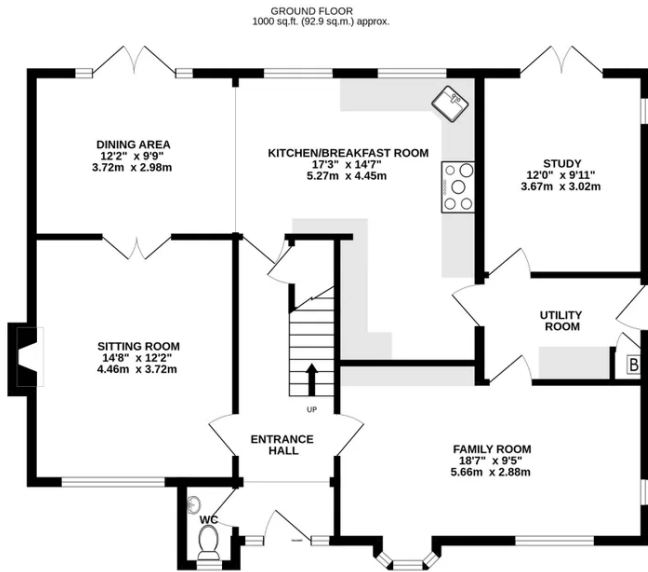 GROUND FLOOR
1000 sq.ft. (92.9 sq.m.) approx.
DINING AREA
12'2" x 9'9"
3.72m x 2.98m
KITCHEN/BREAKFAST ROOM
17'3" x 14'7"
5.27m x 4.45m
STUDY
12'0" x 9'11"
3.67m x 3.02m
SITTING ROOM
14'8" x 12'2"
4.46m x 3.72m
UTILITY
ROOM
B
UP
ENTRANCE
HALL
FAMILY ROOM
18'7" x 9'5"
5.66m x 2.88m
WC